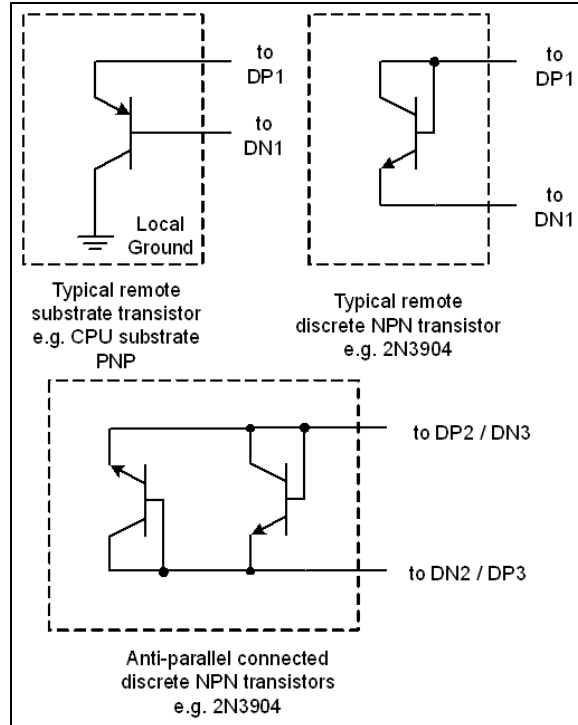 to
DP1
to
DN1
Local
Ground
Typical remote
substrate transistor
e.g. CPU substrate
PNP
to
DP1
to
DN1
Typical remote
discrete NPN transistor
e.g. 2N3904
to DP2 / DN3
to DN2 / DP3
Anti-parallel connected
discrete NPN transistors
e.g. 2N3904